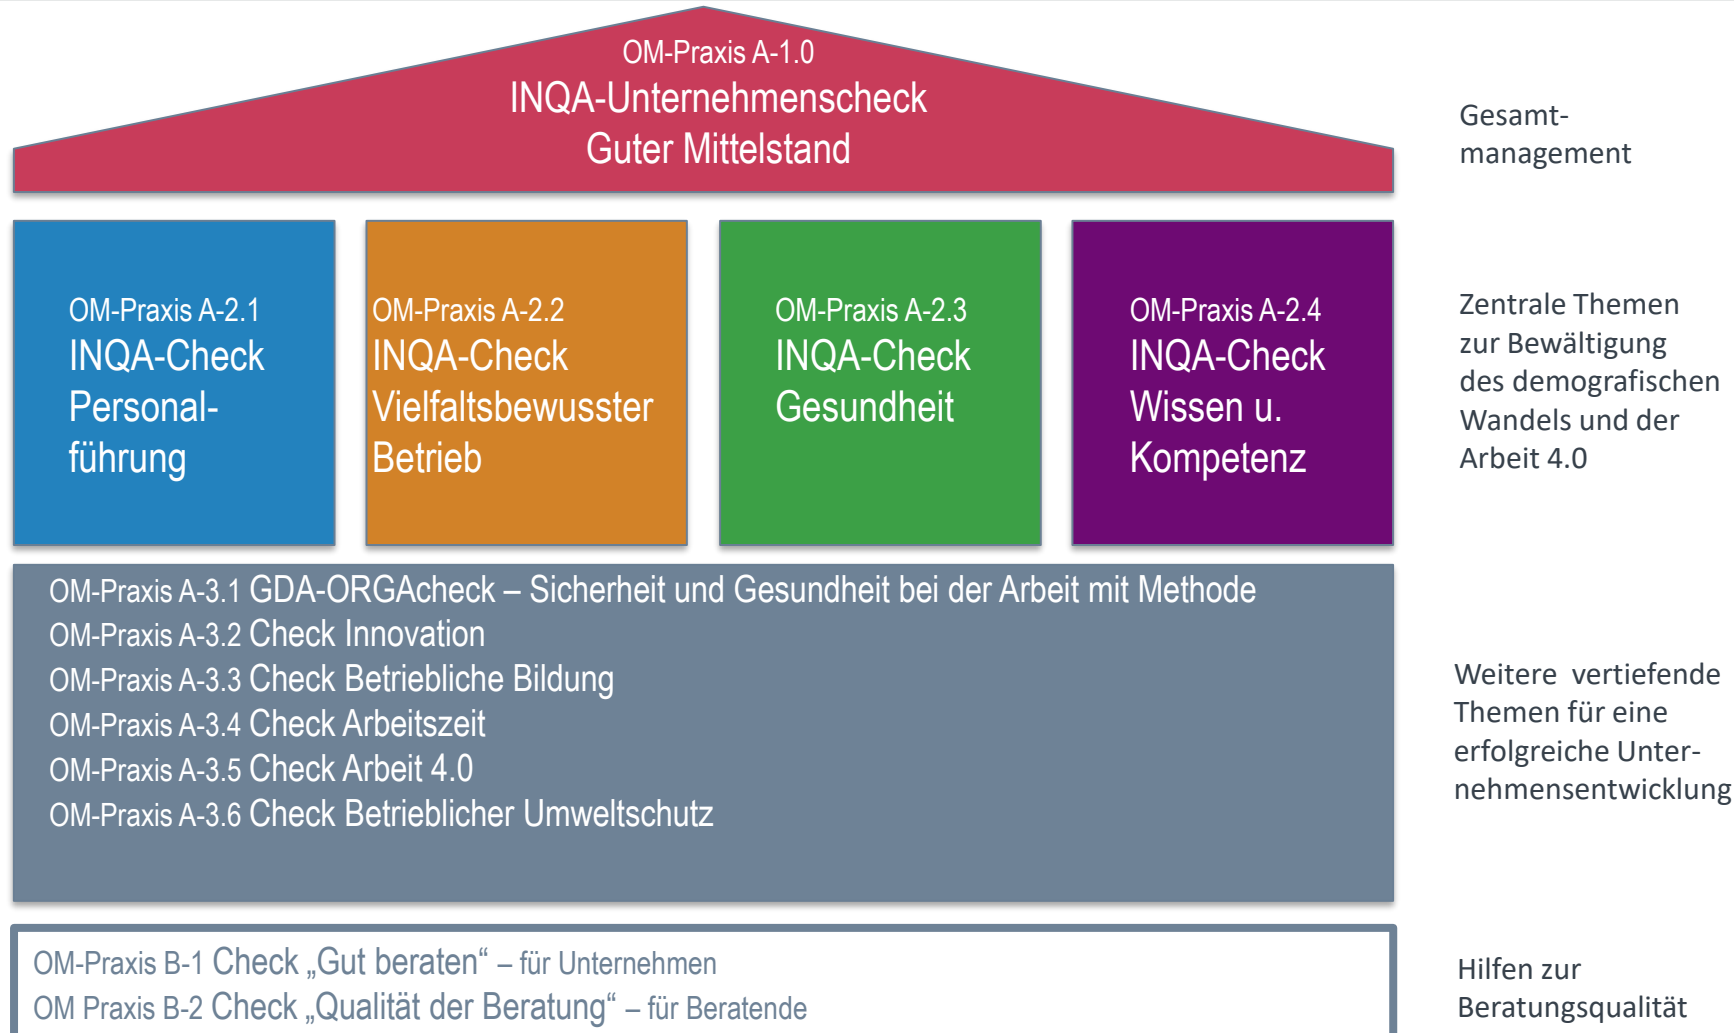 OM-Praxis A-1.0
INQA-Unternehmenscheck
Guter Mittelstand
Gesamt-
management
OM-Praxis A-2.1
INQA-Check
Personal-
führung
OM-Praxis A-2.2
INQA-Check
Vielfaltsbewusster
Betrieb
OM-Praxis A-2.3
INQA-Check
Gesundheit
OM-Praxis A-2.4
INQA-Check
Wissen u.
Kompetenz
Zentrale Themen
zur Bewältigung
des demografischen
Wandels und der
Arbeit 4.0
OM-Praxis A-3.1 GDA-ORGAcheck – Sicherheit und Gesundheit bei der Arbeit mit Methode
OM-Praxis A-3.2 Check Innovation
OM-Praxis A-3.3 Check Betriebliche Bildung
OM-Praxis A-3.4 Check Arbeitszeit
OM-Praxis A-3.5 Check Arbeit 4.0
OM-Praxis A-3.6 Check Betrieblicher Umweltschutz
Weitere  vertiefende
Themen für eine
erfolgreiche Unter-
nehmensentwicklung
OM-Praxis B-1 Check „Gut beraten“ – für Unternehmen
OM Praxis B-2 Check „Qualität der Beratung“ – für Beratende
Hilfen zur
Beratungsqualität